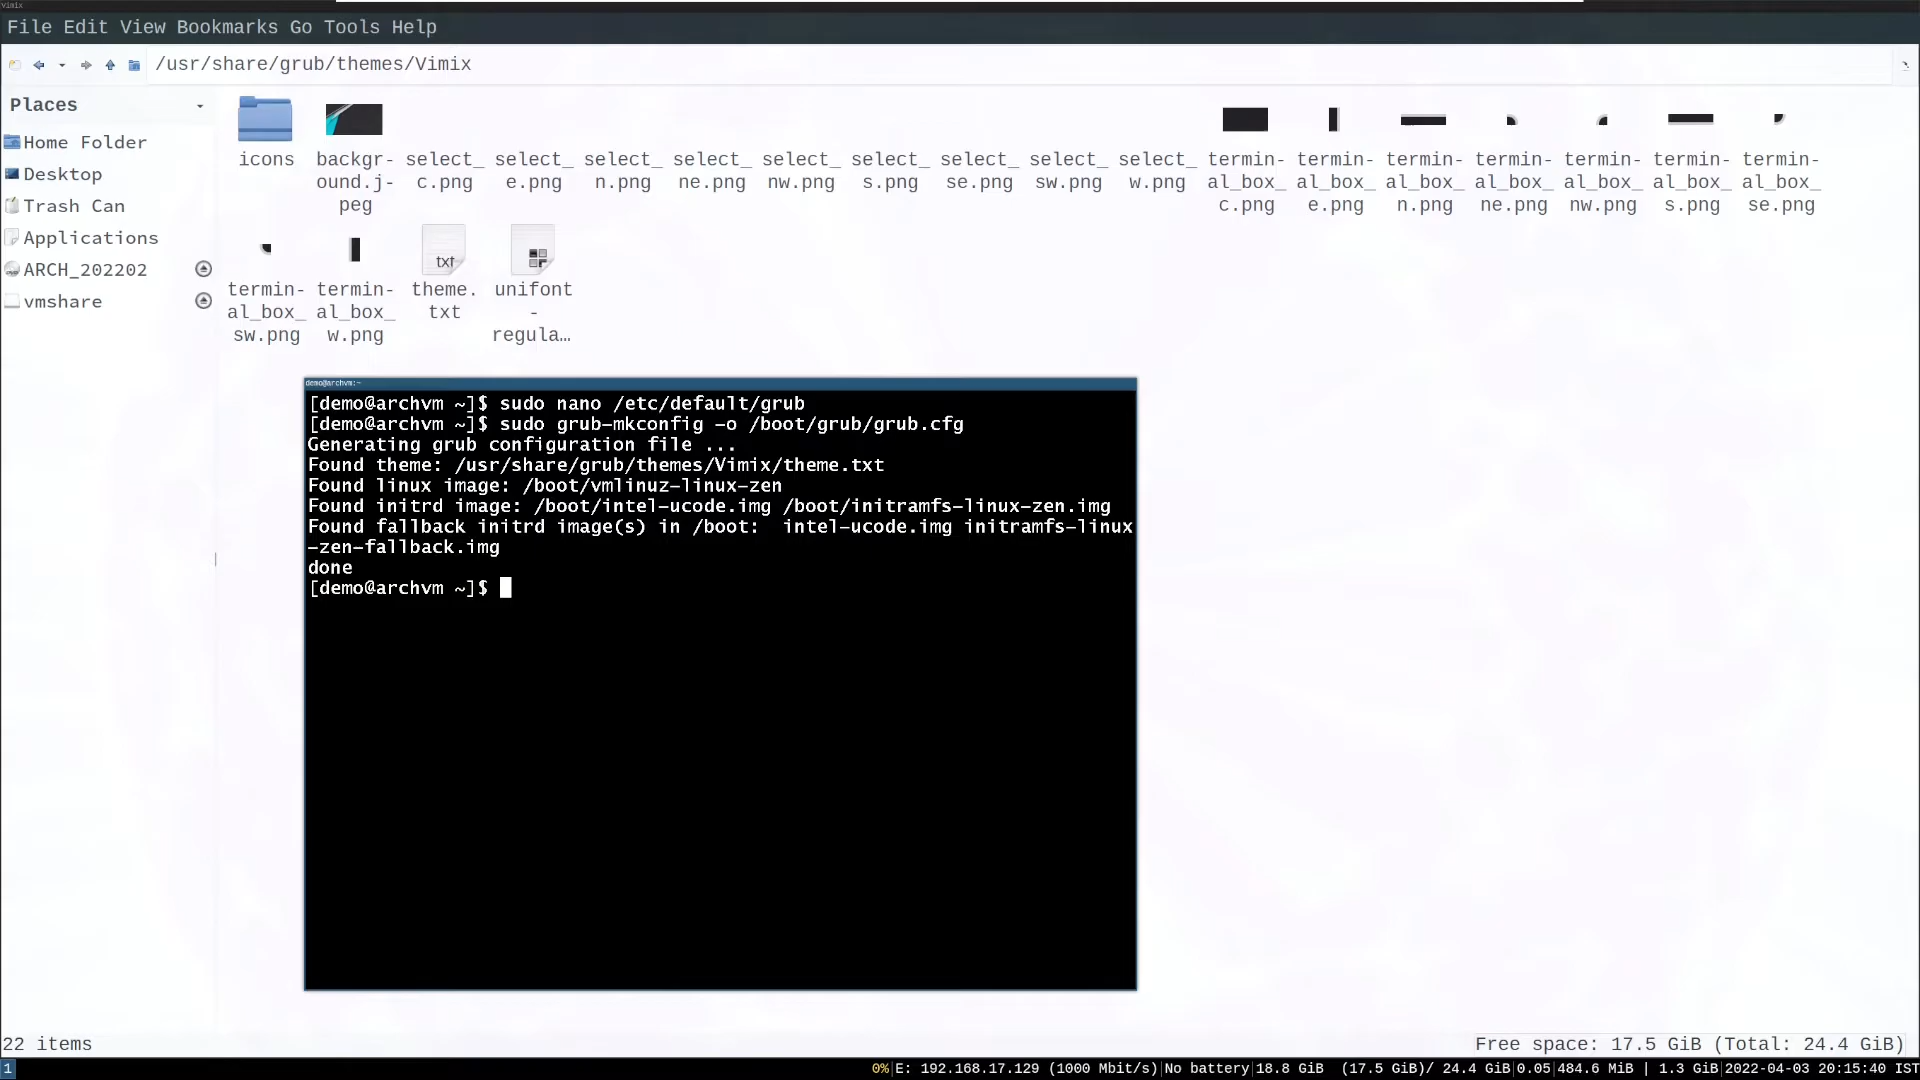 Vimix
File Edit View Bookmarks Go Tools Help
/usr/share/grub/themes/Vimix
Places
Home Folder
Desktop
Trash Can
Applications
ARCH_202202
vmshare
icons
backgr-
ound.j-
peg
select_
c.png
select_
e.png
select_
n.png
select_
ne.png
select_
nw.png
select_
s.png
select_
se.png
select_
sw.png
select_
w.png
termin-
al_box_
c.png
termin-
al_box_
e.png
termin-
al_box_
n.png
termin-
al_box_
ne.png
termin-
al_box_
nw.png
termin-
al_box_
s.png
termin-
al_box_
se.png
termin-
al_box_
sw.png
termin-
al_box_
w.png
txt
theme.
txt
unifont
-
regula…
demo@archvm:~
[demo@archvm ~]$ sudo nano /etc/default/grub
[demo@archvm ~]$ sudo grub-mkconfig -o /boot/grub/grub.cfg
Generating grub configuration file ...
Found theme: /usr/share/grub/themes/Vimix/theme.txt
Found linux image: /boot/vmlinuz-linux-zen
Found initrd image: /boot/intel-ucode.img /boot/initramfs-linux-zen.img
Found fallback initrd image(s) in /boot:  intel-ucode.img initramfs-linux
-zen-fallback.img
done
[demo@archvm ~]$
22 items
Free space: 17.5 GiB (Total: 24.4 GiB)
1
0%|E: 192.168.17.129 (1000 Mbit/s)|No battery|18.8 GiB  (17.5 GiB)/ 24.4 GiB|0.05|484.6 MiB | 1.3 GiB|2022-04-03 20:15:40 IST